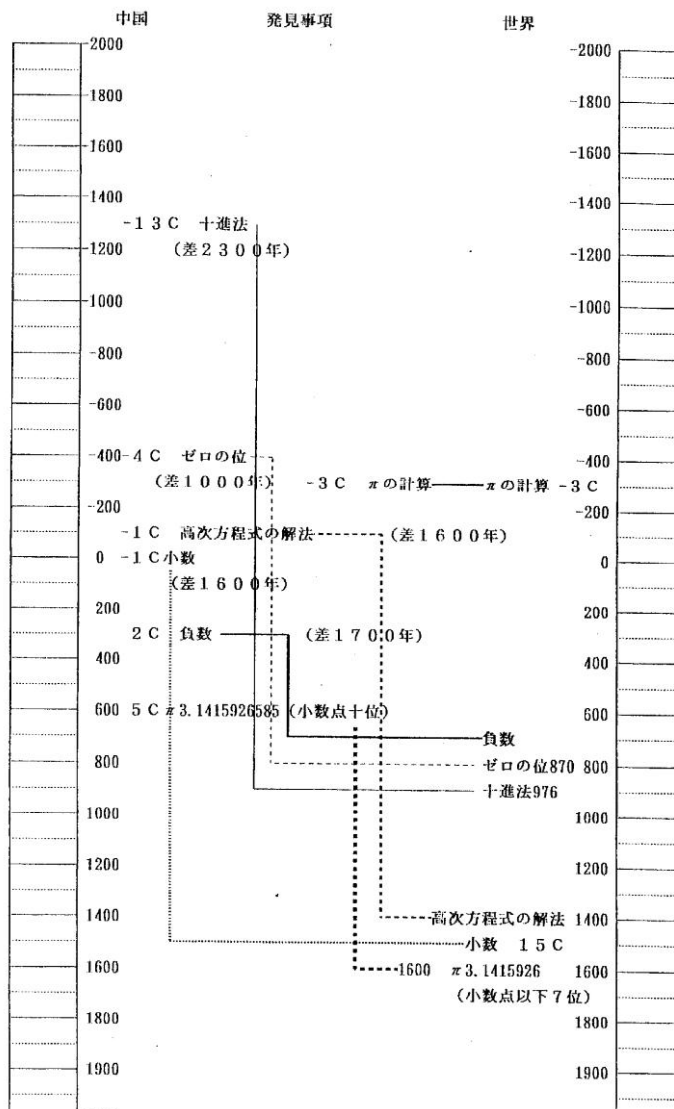 中国 発見事項 世界
2000 -2000
-1800 -1800
-1600 -1600
-1400 -1400
-13C 十進法
1200 (差2300年) -1200
1000 -1000
-800 -800
-600 -600
-400 -4C ゼロの位 -400
(差1000年) -3C πの計算 πの計算 -3C
-200 -200
-1C 高次方程式の解法 (差1600年)
0 -1C小数 0
(差1600年)
200 200
2C 負数 (差1700年)
400 400
600 5Cπ3.1415926585(小数点十位) 600
負数
800 ゼロの位870 800
十進法976
1000 1000
1200 1200
1400 高次方程式の解法 1400
小数 15C
1600 1600 π3.1415926 1600
(小数点以下7位)
1800 1800
1900 1900